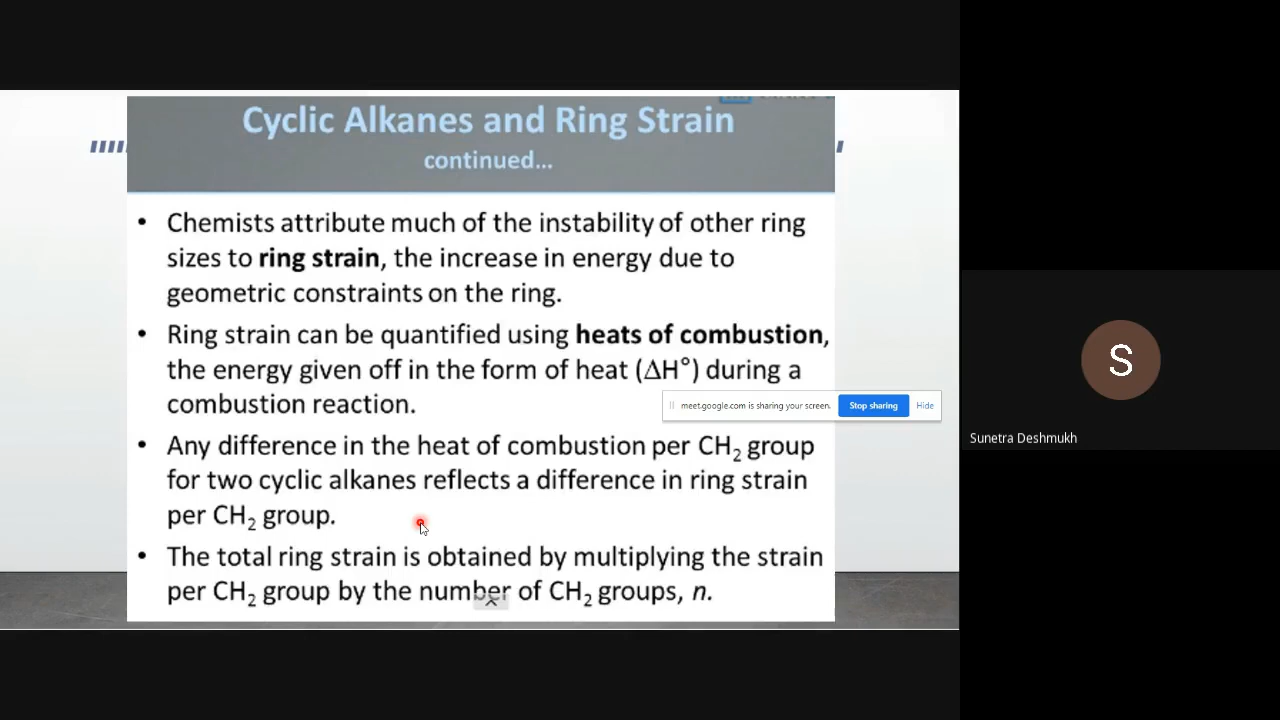 Cyclic Alkanes and Ring Strain
continued...
• Chemists attribute much of the instability of other ring
sizes to ring strain, the increase in energy due to
geometric constraints on the ring.
• Ring strain can be quantified using heats of combustion,
the energy given off in the form of heat (ΔH°) during a
combustion reaction.
meet.google.com is sharing your screen. Stop sharing Hide
• Any difference in the heat of combustion per CH₂ group
for two cyclic alkanes reflects a difference in ring strain
per CH₂ group.
• The total ring strain is obtained by multiplying the strain
per CH₂ group by the number of CH₂ groups, n.
S
Sunetra Deshmukh